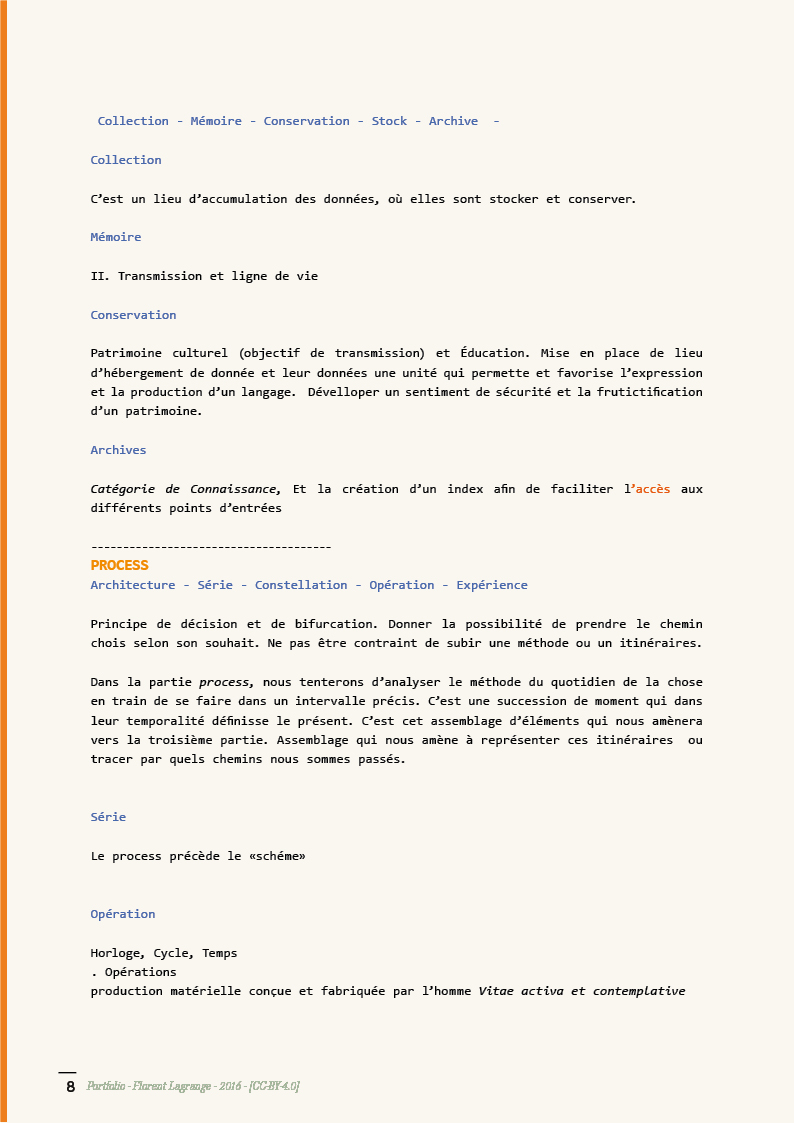 Collection - Mémoire - Conservation - Stock - Archive  -
Collection
C’est un lieu d’accumulation des données, où elles sont stocker et conserver.
Mémoire
II. Transmission et ligne de vie
Conservation
Patrimoine culturel (objectif de transmission) et Éducation. Mise en place de lieu
d’hébergement de donnée et leur données une unité qui permette et favorise l’expression
et la production d’un langage.  Dévelloper un sentiment de sécurité et la frutictification
d’un patrimoine.
Archives
Catégorie de Connaissance, Et la création d’un index afin de faciliter l’accès aux
différents points d’entrées
--------------------------------------
PROCESS
Architecture - Série - Constellation - Opération - Expérience
Principe de décision et de bifurcation. Donner la possibilité de prendre le chemin
chois selon son souhait. Ne pas être contraint de subir une méthode ou un itinéraires.
Dans la partie process, nous tenterons d’analyser le méthode du quotidien de la chose
en train de se faire dans un intervalle précis. C’est une succession de moment qui dans
leur temporalité définisse le présent. C’est cet assemblage d’éléments qui nous amènera
vers la troisième partie. Assemblage qui nous amène à représenter ces itinéraires  ou
tracer par quels chemins nous sommes passés.
Série
Le process précède le «schéme»
Opération
Horloge, Cycle, Temps
. Opérations
production matérielle conçue et fabriquée par l’homme Vitae activa et contemplative
8 Portfolio - Florent Lagrange - 2016 - [CC-BY-4.0]